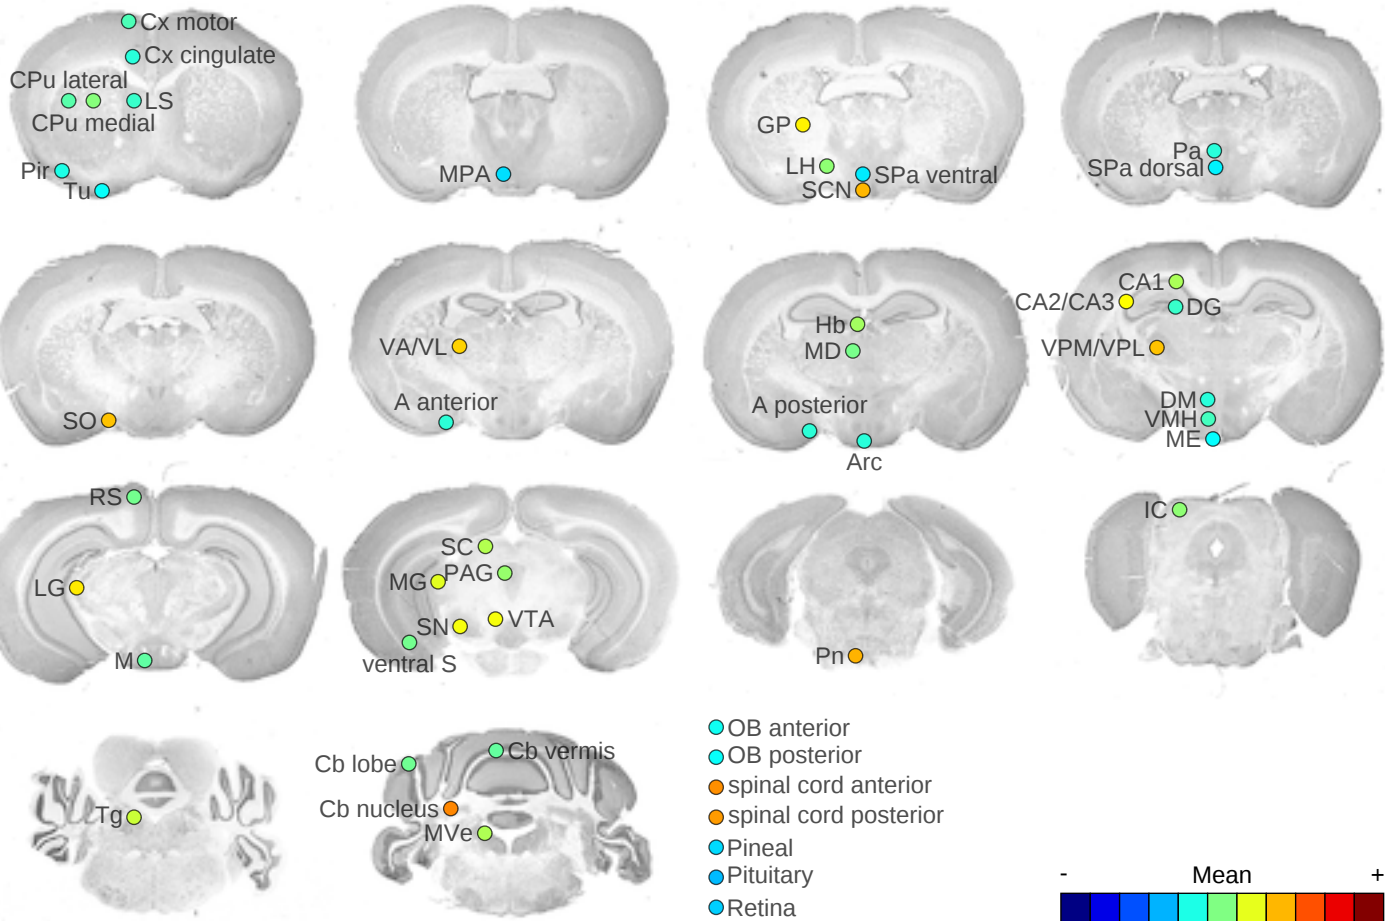 Cx motor
Cx cingulate
CPu lateral
LS
CPu medial
Pir
Tu
MPA
GP
LH
SPa ventral
SCN
Pa
SPa dorsal
SO
VA/VL
A anterior
Hb
MD
A posterior
Arc
CA1
CA2/CA3
DG
VPM/VPL
DM
VMH
ME
RS
LG
M
SC
MG
PAG
SN
VTA
ventral S
Pn
IC
Tg
Cb lobe
Cb vermis
Cb nucleus
MVe
OB anterior
OB posterior
spinal cord anterior
spinal cord posterior
Pineal
Pituitary
Retina
- Mean +